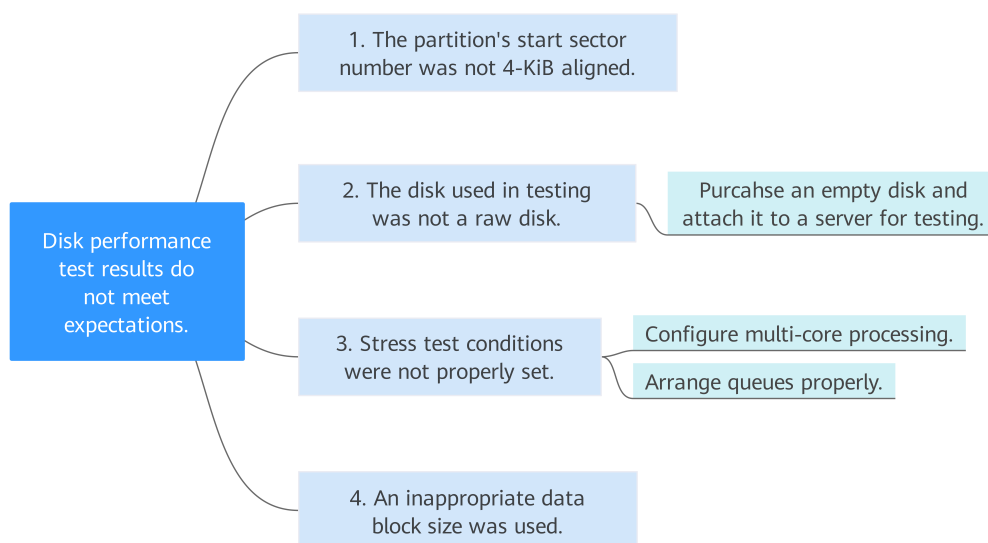 Disk performance
test results do
not meet
expectations.
1. The partition's start sector
number was not 4-KiB aligned.
2. The disk used in testing
was not a raw disk.
Purcahse an empty disk and
attach it to a server for testing.
3. Stress test conditions
were not properly set.
Configure multi-core processing.
Arrange queues properly.
4. An inappropriate data
block size was used.